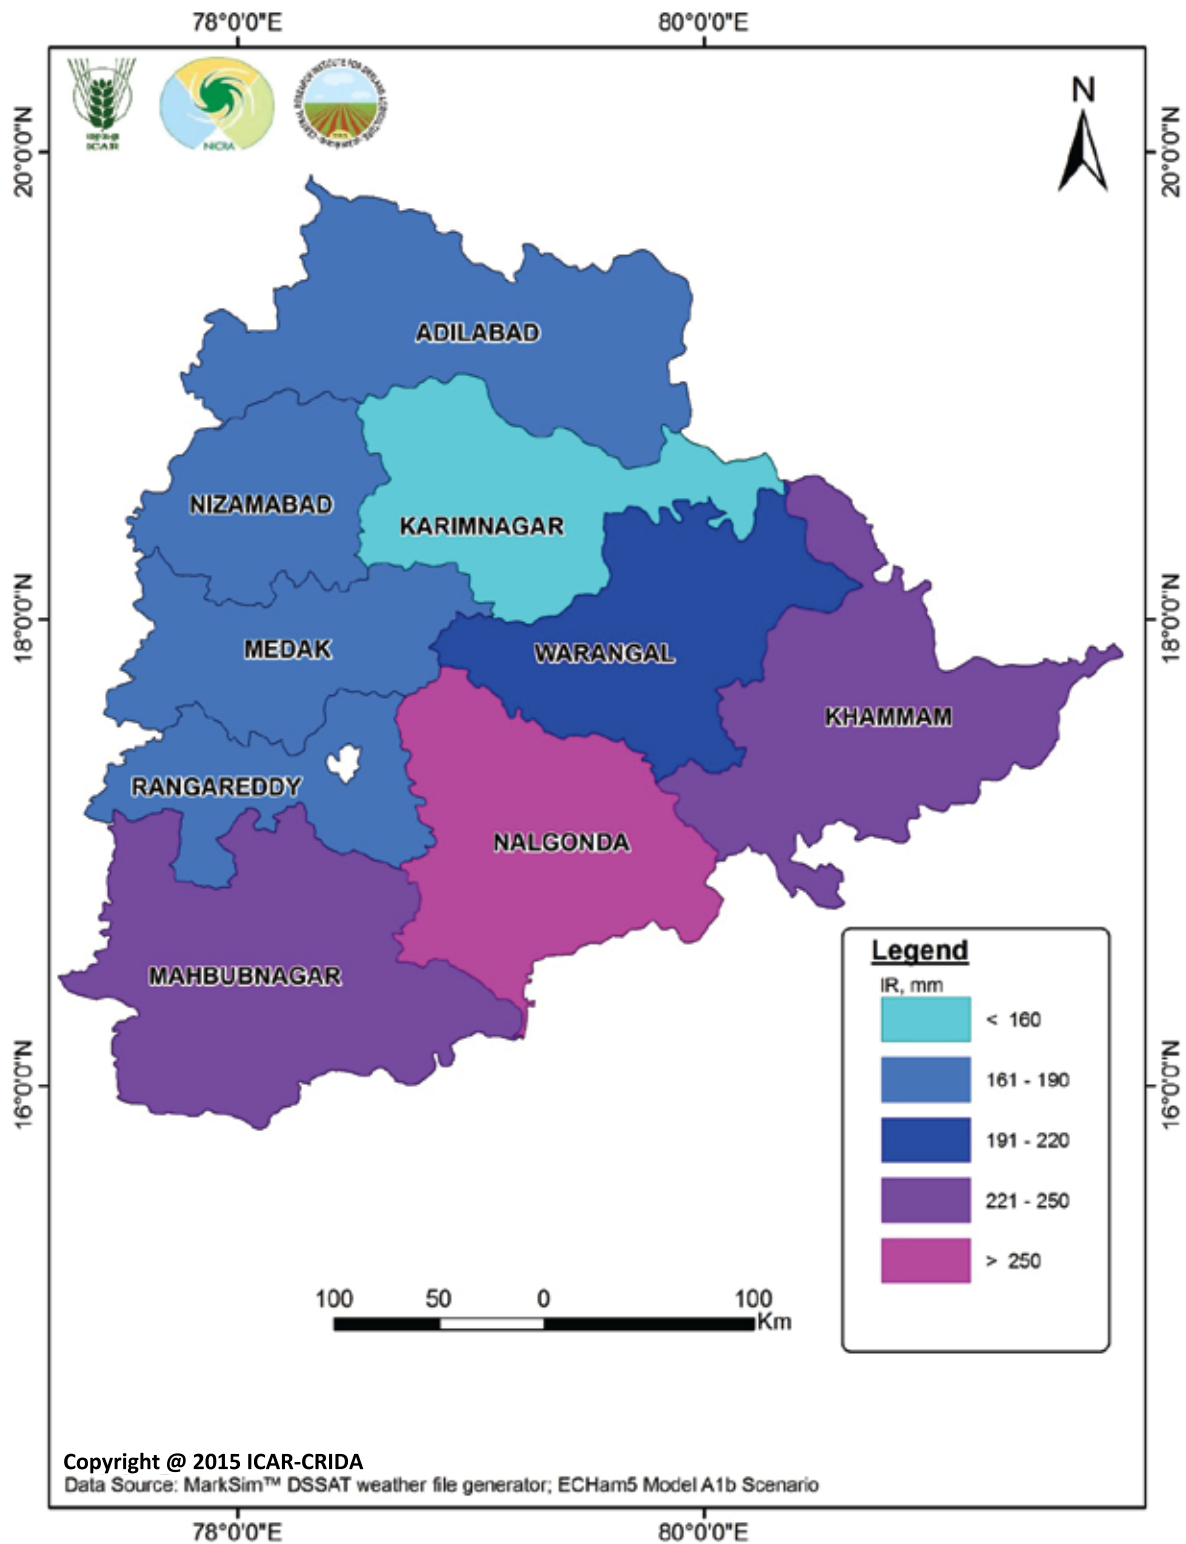 78°0'0"E 80°0'0"E
20°0'0"N
20°0'0"N
N
ICAR
NICRA
ADILABAD
NIZAMABAD
KARIMNAGAR
18°0'0"N
18°0'0"N
MEDAK
WARANGAL
KHAMMAM
RANGAREDDY
NALGONDA
MAHBUBNAGAR
Legend
IR, mm
< 160
161 - 190
191 - 220
221 - 250
> 250
16°0'0"N
16°0'0"N
100 50 0 100
Km
Copyright @ 2015 ICAR-CRIDA
Data Source: MarkSim™ DSSAT weather file generator; ECHam5 Model A1b Scenario
78°0'0"E 80°0'0"E